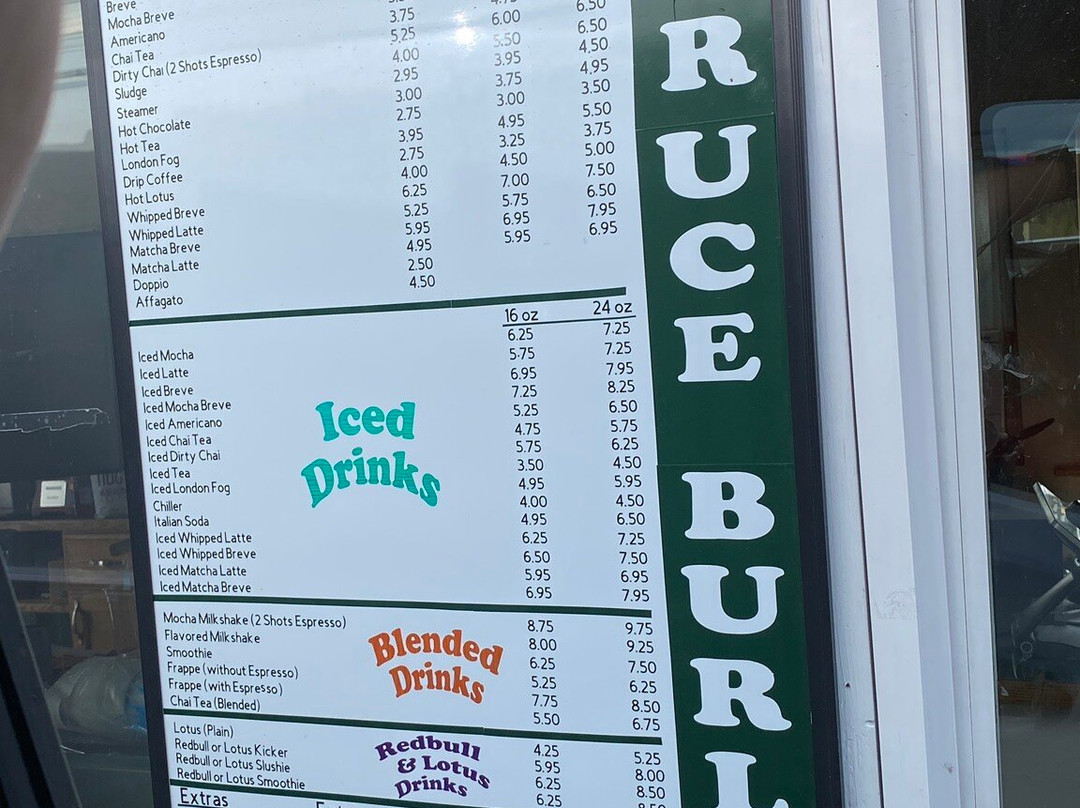 Breve
Mocha Breve
Americano
Chai Tea 3.75 4.75
Dirty Chai (2 Shots Espresso) 5.25 6.00 6.50
Sludge 4.00 5.50 6.50
Steamer 2.95 3.95 4.50
Hot Chocolate 3.00 3.75 4.95
Hot Tea 2.75 3.00 3.50
London Fog 3.95 4.95 5.50
Drip Coffee 2.75 3.25 3.75
Hot Lotus 4.00 4.50 5.00
Whipped Breve 6.25 7.00 7.50
Whipped Latte 5.25 5.75 6.50
Matcha Breve 5.95 6.95 7.95
Matcha Latte 4.95 5.95 6.95
Doppio 2.50
Affagato 4.50
Iced Drinks
16 oz 24 oz
Iced Mocha 6.25 7.25
Iced Latte 5.75 7.25
Iced Breve 6.95 7.95
Iced Mocha Breve 7.25 8.25
Iced Americano 5.25 6.50
Iced Chai Tea 4.75 5.75
Iced Dirty Chai 5.75 6.25
Iced Tea 3.50 4.50
Iced London Fog 4.95 5.95
Chiller 4.00 4.50
Italian Soda 4.95 6.50
Iced Whipped Latte 6.25 7.25
Iced Whipped Breve 6.50 7.50
Iced Matcha Latte 5.95 6.95
Iced Matcha Breve 6.95 7.95
Blended Drinks
Mocha Milkshake (2 Shots Espresso) 8.75 9.75
Flavored Milkshake 8.00 9.25
Smoothie 6.25 7.50
Frappe (without Espresso) 5.25 6.25
Frappe (with Espresso) 7.75 8.50
Chai Tea (Blended) 5.50 6.75
Redbull & Lotus Drinks
Lotus (Plain) 4.25 5.25
Redbull or Lotus Kicker 5.95 8.00
Redbull or Lotus Slushie 6.25 8.50
Redbull or Lotus Smoothie 6.25 8.50
Extras
RUCE BURL